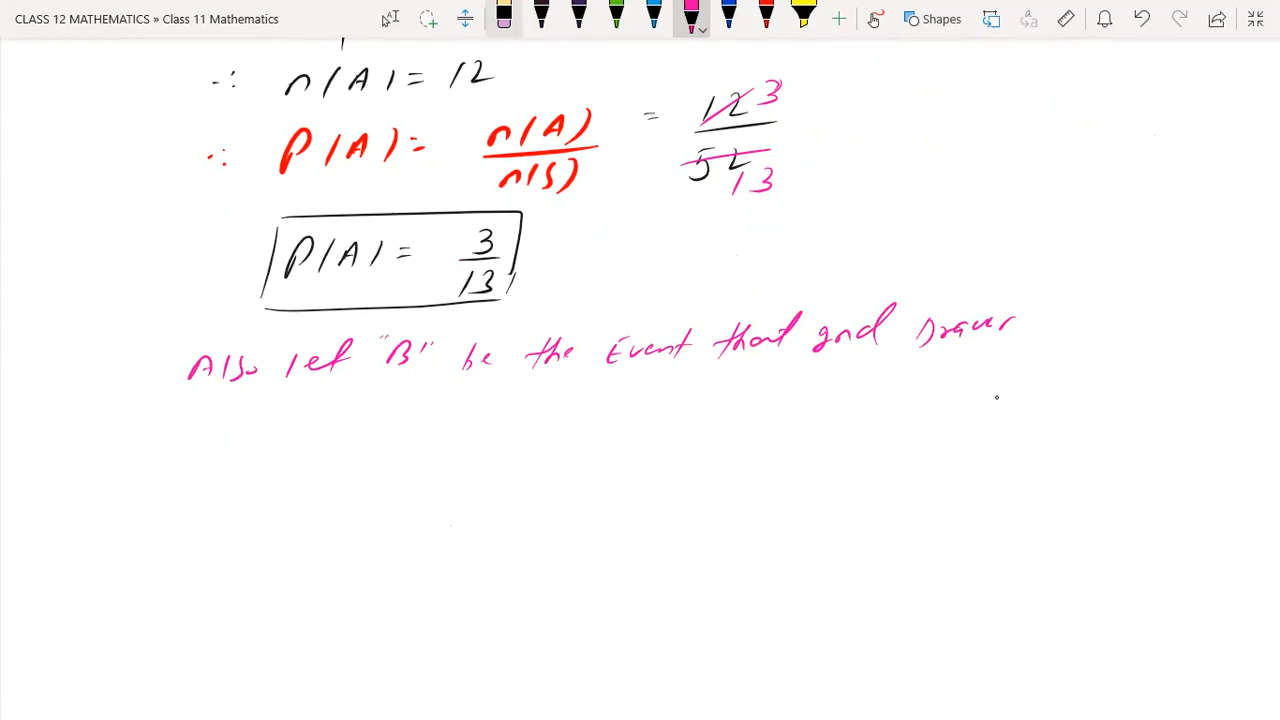 CLASS 12 MATHEMATICS » Class 11 Mathematics
Shapes
∴ n(A) = 12
∴ P(A) = n(A)/n(S) = 12/52 3 13
P(A) = 3/13
Also let "B" be the Event that 2nd Drawer